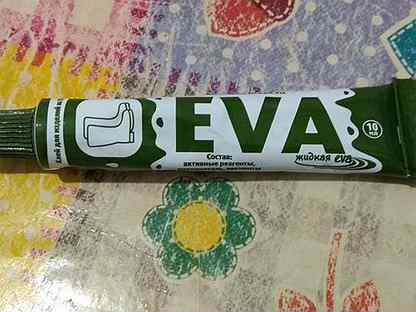 Клей для изделий из
EVA
10
мл
Состав:
активные реагенты,
жидкая eva